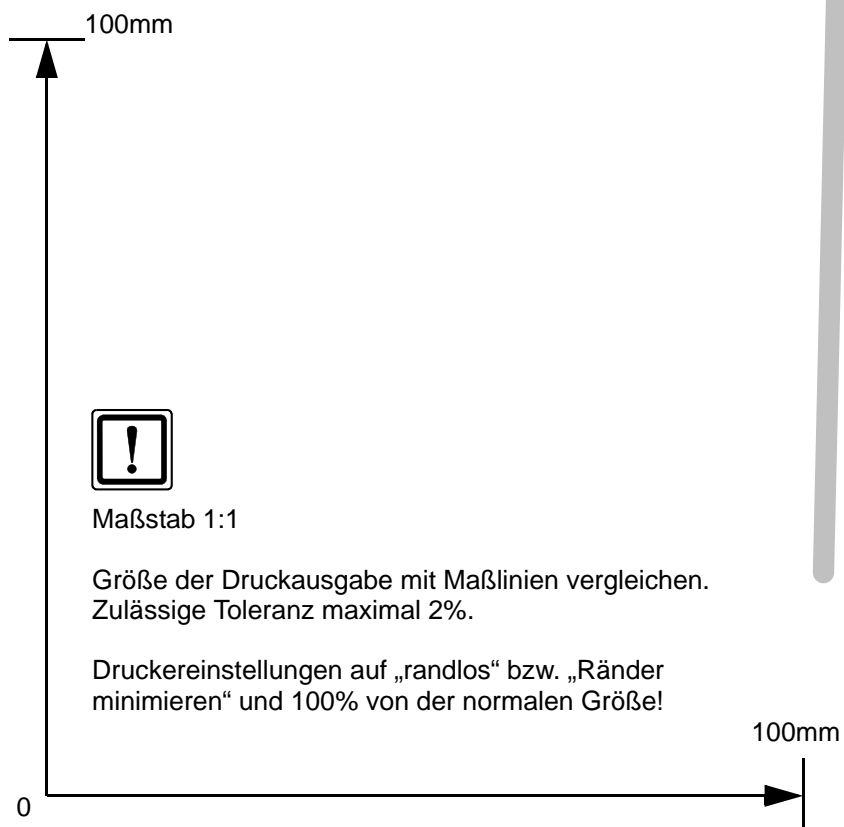 100mm
!
Maßstab 1:1
Größe der Druckausgabe mit Maßlinien vergleichen.
Zulässige Toleranz maximal 2%.
Druckereinstellungen auf „randlos“ bzw. „Ränder
minimieren“ und 100% von der normalen Größe!
100mm
0